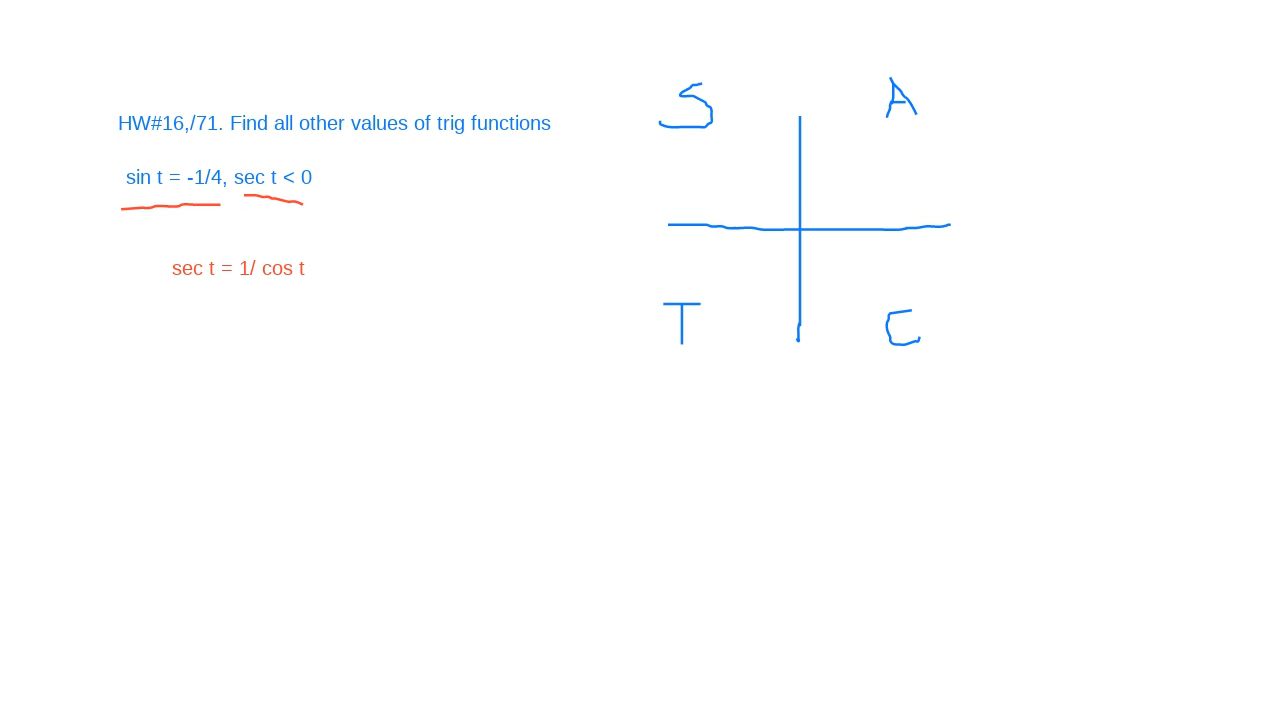 S A
HW#16,/71. Find all other values of trig functions
sin t = -1/4, sec t < 0
sec t = 1/ cos t
T C